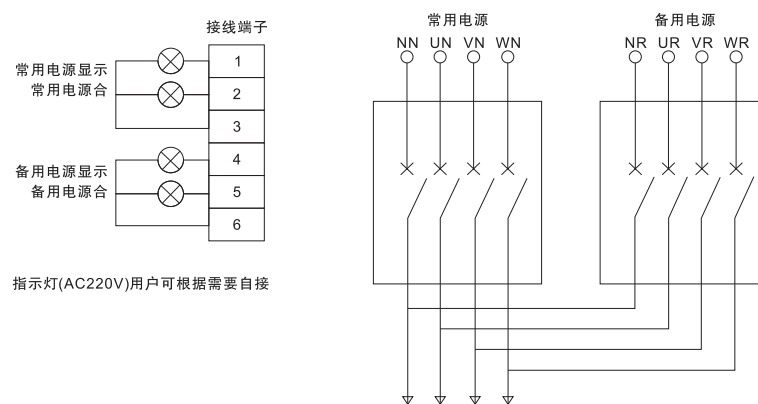 接线端子
常用电源显示
常用电源合
备用电源显示
备用电源合
1
2
3
4
5
6
指示灯(AC220V)用户可根据需要自接
常用电源
NN UN VN WN
备用电源
NR UR VR WR